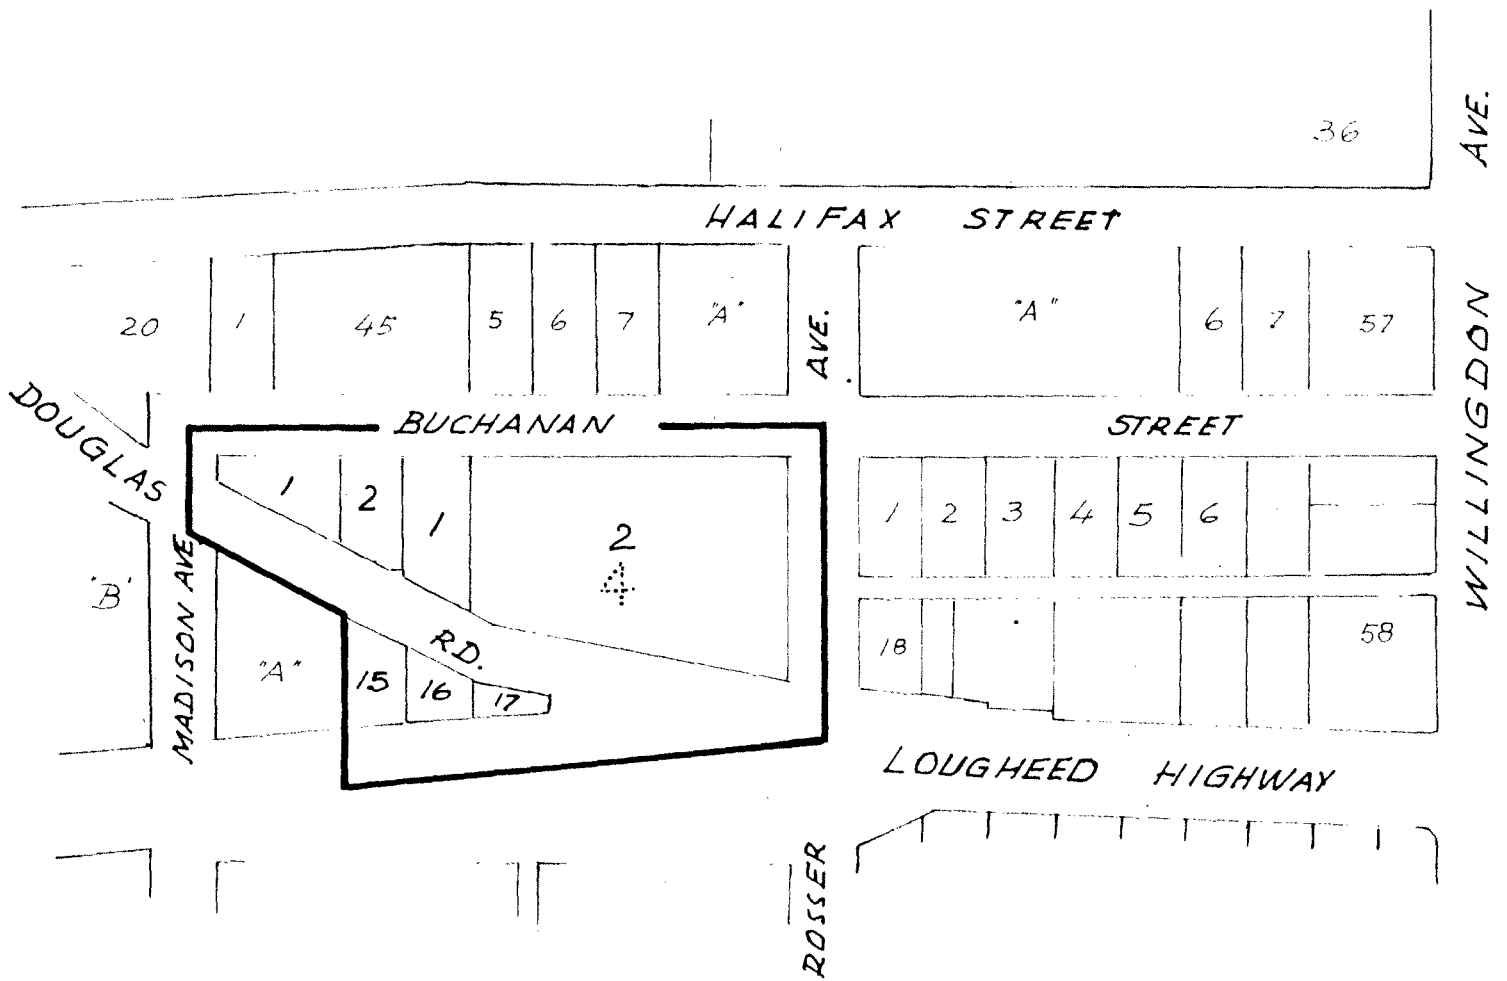 36
AVE.
HALIFAX STREET
20
1
45
5
6
7
"A"
AVE.
"A"
6
7
57
WILLINGDON
DOUGLAS
BUCHANAN
STREET
1
2
1
2
4
1
2
3
4
5
6
'B'
MADISON AVE.
"A"
15
RD.
16
17
18
58
LOUGHEED HIGHWAY
ROSSER